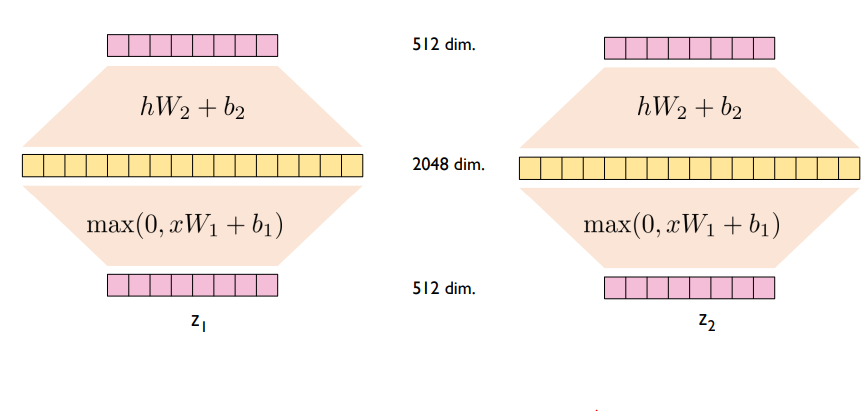 512 dim.
hW₂ + b₂
hW₂ + b₂
2048 dim.
max(0, xW₁ + b₁)
max(0, xW₁ + b₁)
512 dim.
z₁
z₂